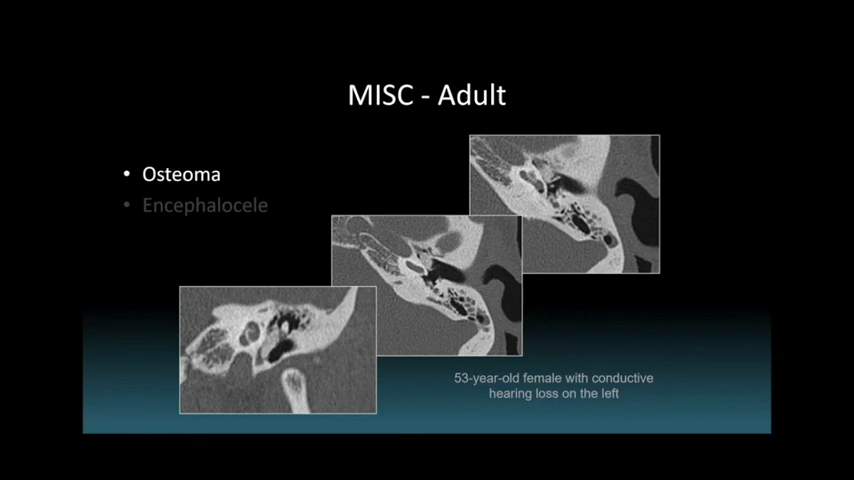 MISC - Adult
• Osteoma
• Encephalocele
53-year-old female with conductive
hearing loss on the left